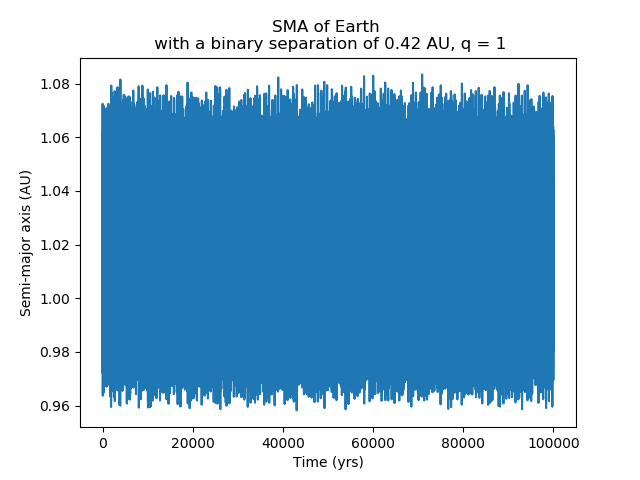 SMA of Earth
with a binary separation of 0.42 AU, q = 1
1.08
1.06
1.04
1.02
1.00
0.98
0.96
Semi-major axis (AU)
0 20000 40000 60000 80000 100000
Time (yrs)